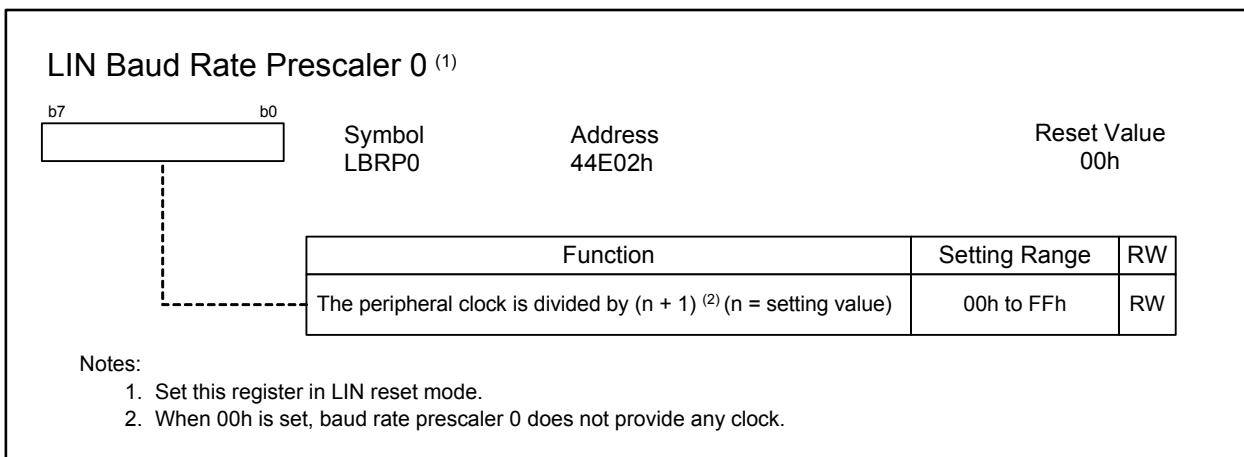 LIN Baud Rate Prescaler 0 (1)
b7 b0
Symbol Address Reset Value
LBRP0 44E02h 00h
Function Setting Range RW
The peripheral clock is divided by (n + 1) (2) (n = setting value) 00h to FFh RW
Notes:
1. Set this register in LIN reset mode.
2. When 00h is set, baud rate prescaler 0 does not provide any clock.